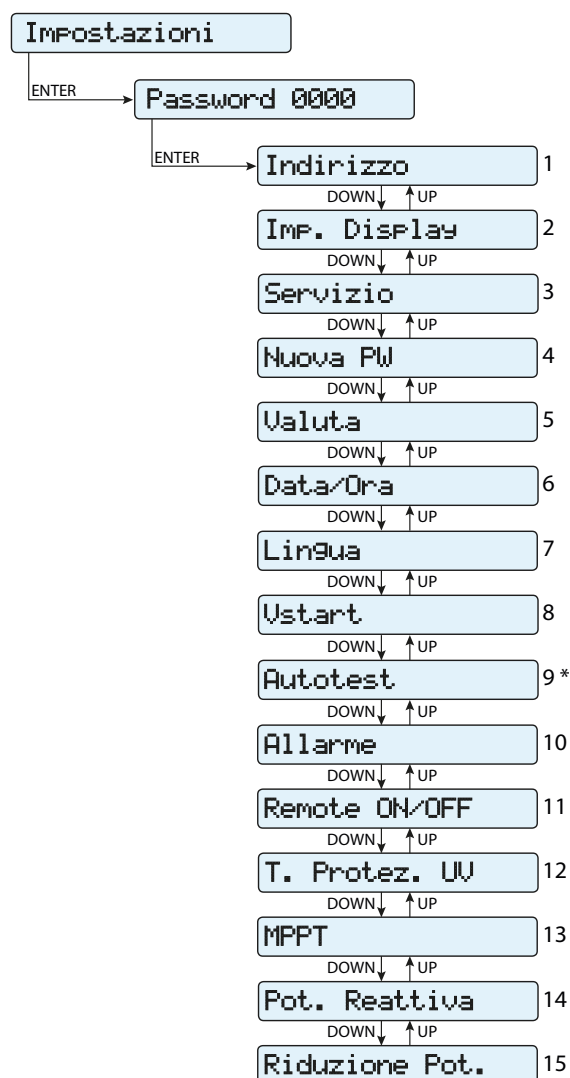 Impostazioni
ENTER
Password 0000
ENTER
Indirizzo 1
DOWN UP
Imp. Display 2
DOWN UP
Servizio 3
DOWN UP
Nuova PW 4
DOWN UP
Valuta 5
DOWN UP
Data/Ora 6
DOWN UP
Lingua 7
DOWN UP
Vstart 8
DOWN UP
Autotest 9 *
DOWN UP
Allarme 10
DOWN UP
Remote ON/OFF 11
DOWN UP
T. Protez. UV 12
DOWN UP
MPPT 13
DOWN UP
Pot. Reattiva 14
DOWN UP
Riduzione Pot. 15